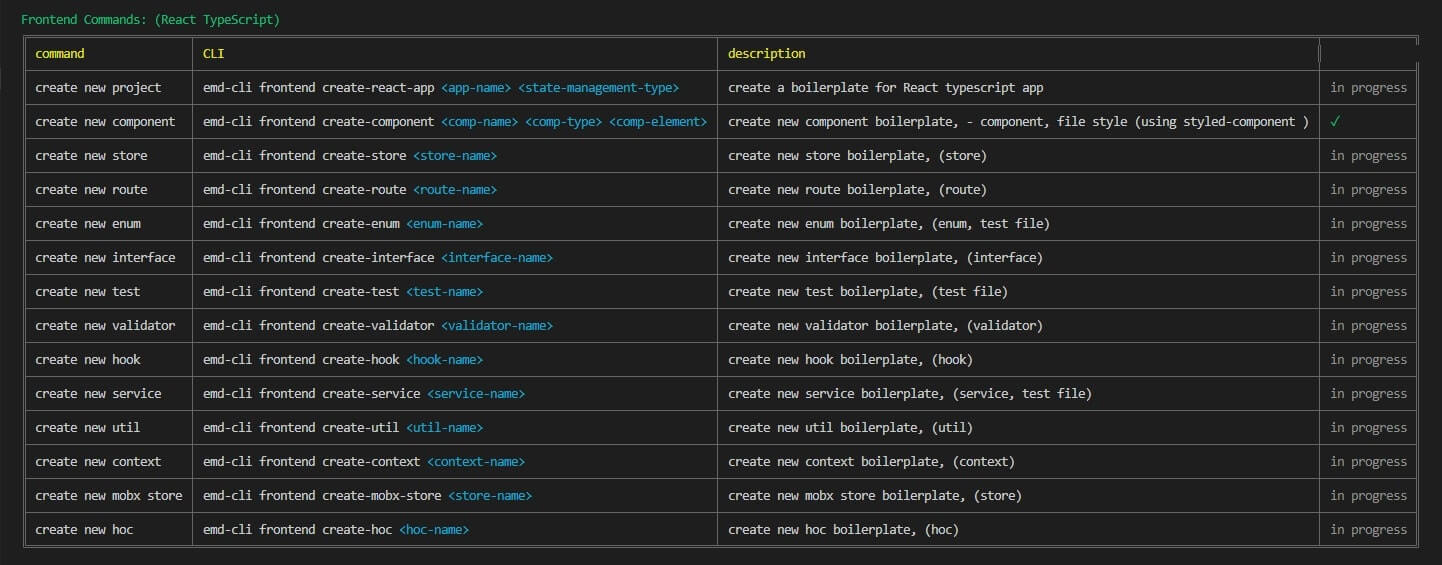 Frontend Commands: (React TypeScript)
command CLI description
create new project emd-cli frontend create-react-app <app-name> <state-management-type> create a boilerplate for React typescript app in progress
create new component emd-cli frontend create-component <comp-name> <comp-type> <comp-element> create new component boilerplate, - component, file style (using styled-component ) ✓
create new store emd-cli frontend create-store <store-name> create new store boilerplate, (store) in progress
create new route emd-cli frontend create-route <route-name> create new route boilerplate, (route) in progress
create new enum emd-cli frontend create-enum <enum-name> create new enum boilerplate, (enum, test file) in progress
create new interface emd-cli frontend create-interface <interface-name> create new interface boilerplate, (interface) in progress
create new test emd-cli frontend create-test <test-name> create new test boilerplate, (test file) in progress
create new validator emd-cli frontend create-validator <validator-name> create new validator boilerplate, (validator) in progress
create new hook emd-cli frontend create-hook <hook-name> create new hook boilerplate, (hook) in progress
create new service emd-cli frontend create-service <service-name> create new service boilerplate, (service, test file) in progress
create new util emd-cli frontend create-util <util-name> create new util boilerplate, (util) in progress
create new context emd-cli frontend create-context <context-name> create new context boilerplate, (context) in progress
create new mobx store emd-cli frontend create-mobx-store <store-name> create new mobx store boilerplate, (store) in progress
create new hoc emd-cli frontend create-hoc <hoc-name> create new hoc boilerplate, (hoc) in progress